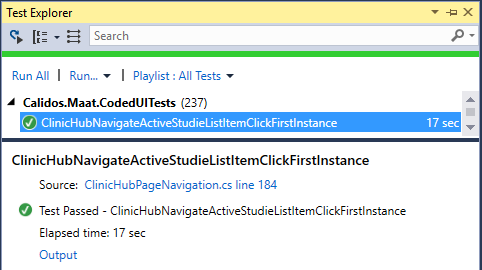 Test Explorer
Search
Run All | Run... | Playlist : All Tests
Calidos.Maat.CodedUITests (237)
ClinicHubNavigateActiveStudieListItemClickFirstInstance 17 sec
ClinicHubNavigateActiveStudieListItemClickFirstInstance
Source: ClinicHubPageNavigation.cs line 184
Test Passed - ClinicHubNavigateActiveStudieListItemClickFirstInstance
Elapsed time: 17 sec
Output